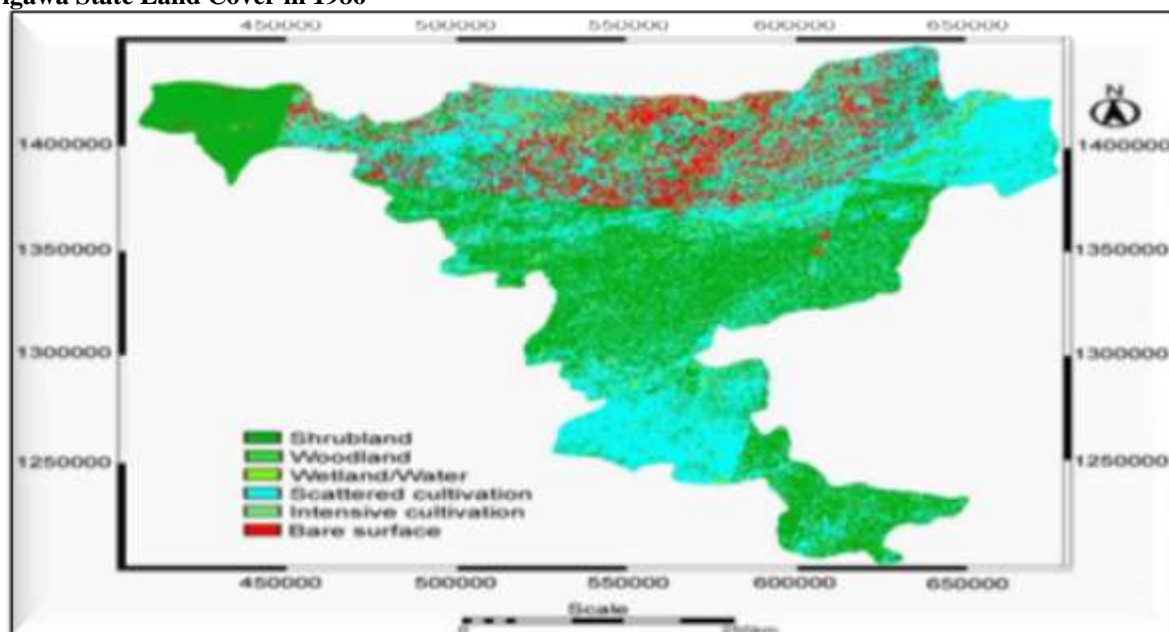 igawa State Land Cover in 1986
450000 500000 550000 600000 650000
N
1400000 1400000
1350000 1350000
1300000 1300000
1250000 1250000
Shrubland
Woodland
Wetland/Water
Scattered cultivation
Intensive cultivation
Bare surface
450000 500000 550000 600000 650000
Scale
0